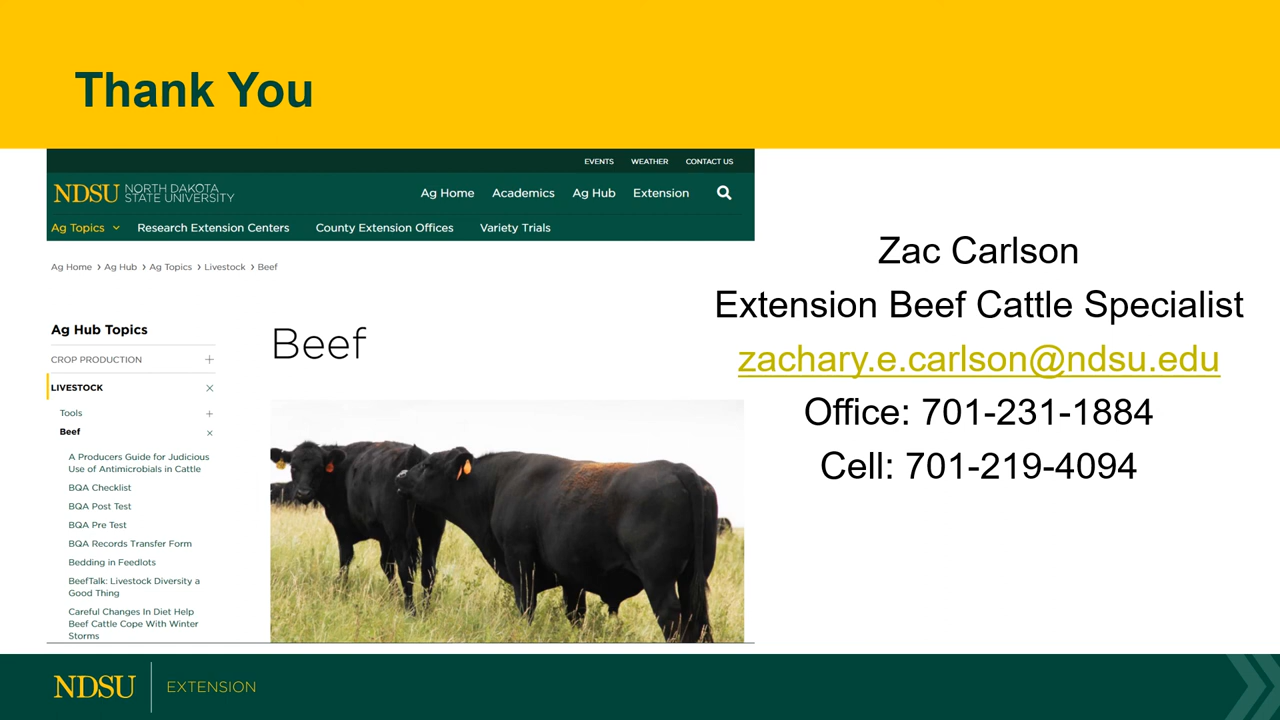 Thank You
EVENTS WEATHER CONTACT US
NDSU NORTH DAKOTA
STATE UNIVERSITY
Ag Home Academics Ag Hub Extension
Ag Topics Research Extension Centers County Extension Offices Variety Trials
Ag Home › Ag Hub › Ag Topics › Livestock › Beef
Ag Hub Topics
CROP PRODUCTION
LIVESTOCK
Tools
Beef
A Producers Guide for Judicious
Use of Antimicrobials in Cattle
BQA Checklist
BQA Post Test
BQA Pre Test
BQA Records Transfer Form
Bedding in Feedlots
BeefTalk: Livestock Diversity a
Good Thing
Careful Changes In Diet Help
Beef Cattle Cope With Winter
Storms
Beef
Zac Carlson
Extension Beef Cattle Specialist
zachary.e.carlson@ndsu.edu
Office: 701-231-1884
Cell: 701-219-4094
NDSU EXTENSION